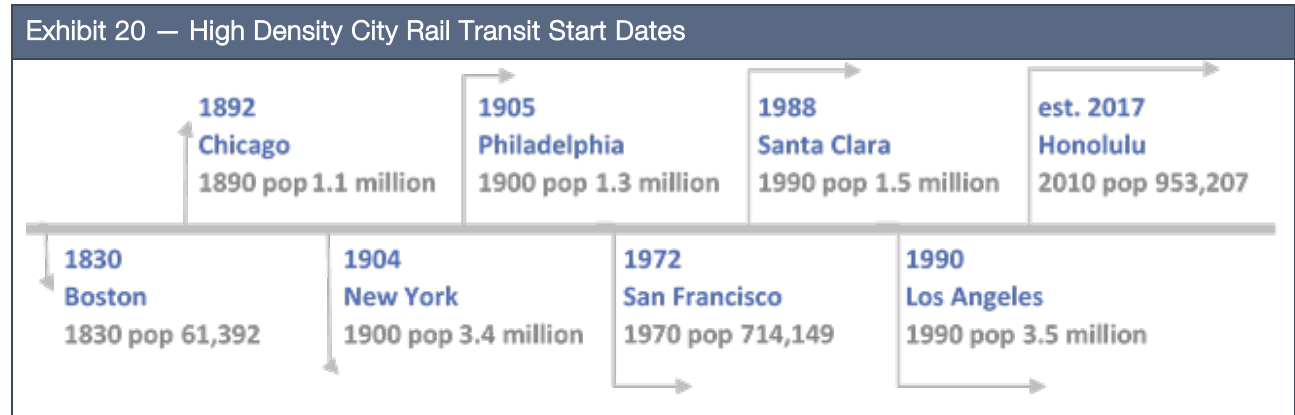 Exhibit 20 — High Density City Rail Transit Start Dates
1892
Chicago
1890 pop 1.1 million
1905
Philadelphia
1900 pop 1.3 million
1988
Santa Clara
1990 pop 1.5 million
est. 2017
Honolulu
2010 pop 953,207
1830
Boston
1830 pop 61,392
1904
New York
1900 pop 3.4 million
1972
San Francisco
1970 pop 714,149
1990
Los Angeles
1990 pop 3.5 million